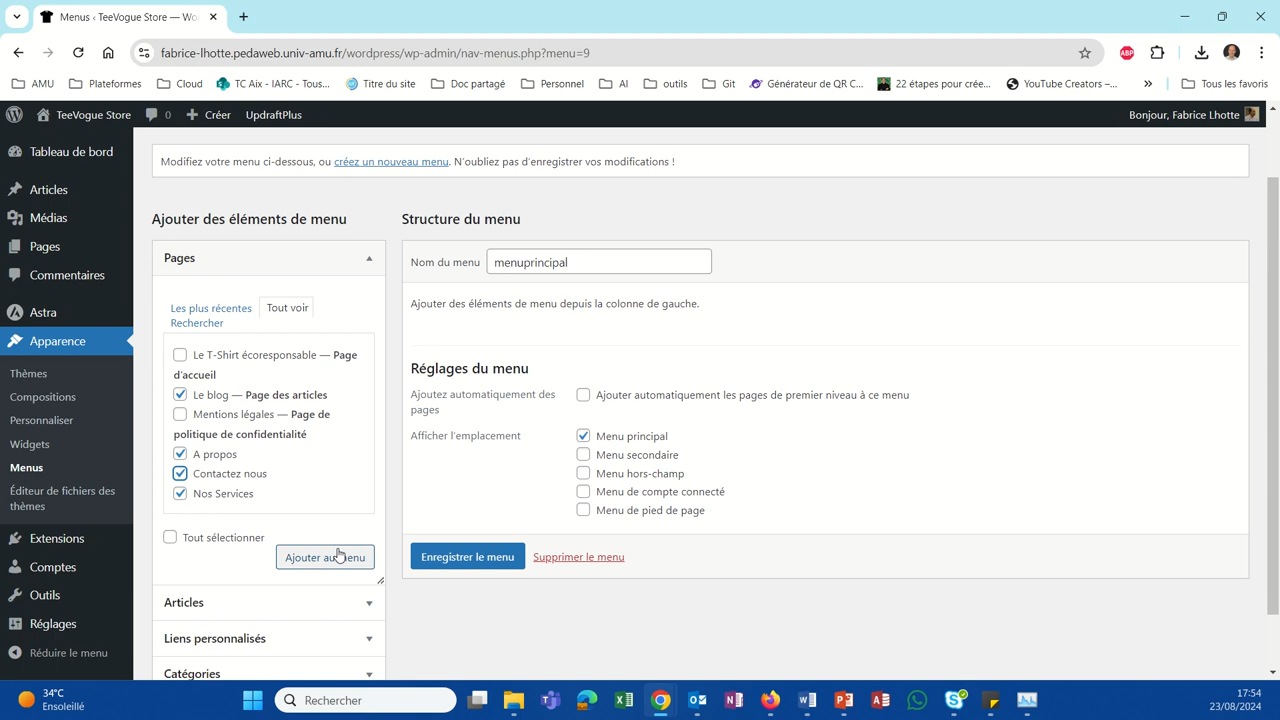 Menus ‹ TeeVogue Store — Wo
fabrice-lhotte.pedaweb.univ-amu.fr/wordpress/wp-admin/nav-menus.php?menu=9
ABP
AMU
Plateformes
Cloud
TC Aix - IARC - Tous...
Titre du site
Doc partagé
Personnel
AI
outils
Git
Générateur de QR C...
22 étapes pour crée...
YouTube Creators –...
»
Tous les favoris
TeeVogue Store
0
Créer
UpdraftPlus
Bonjour, Fabrice Lhotte
Tableau de bord
Articles
Médias
Pages
Commentaires
Astra
Apparence
Thèmes
Compositions
Personnaliser
Widgets
Menus
Éditeur de fichiers des
thèmes
Extensions
Comptes
Outils
Réglages
Réduire le menu
Modifiez votre menu ci-dessous, ou créez un nouveau menu. N’oubliez pas d’enregistrer vos modifications !
Ajouter des éléments de menu
Pages
Les plus récentes
Tout voir
Rechercher
Le T-Shirt écoresponsable — Page
d’accueil
Le blog — Page des articles
Mentions légales — Page de
politique de confidentialité
A propos
Contactez nous
Nos Services
Tout sélectionner
Ajouter au menu
Articles
Liens personnalisés
Catégories
Structure du menu
Nom du menu
menuprincipal
Ajouter des éléments de menu depuis la colonne de gauche.
Réglages du menu
Ajoutez automatiquement des
pages
Ajouter automatiquement les pages de premier niveau à ce menu
Afficher l’emplacement
Menu principal
Menu secondaire
Menu hors-champ
Menu de compte connecté
Menu de pied de page
Enregistrer le menu
Supprimer le menu
34°C
Ensoleillé
Rechercher
17:54
23/08/2024